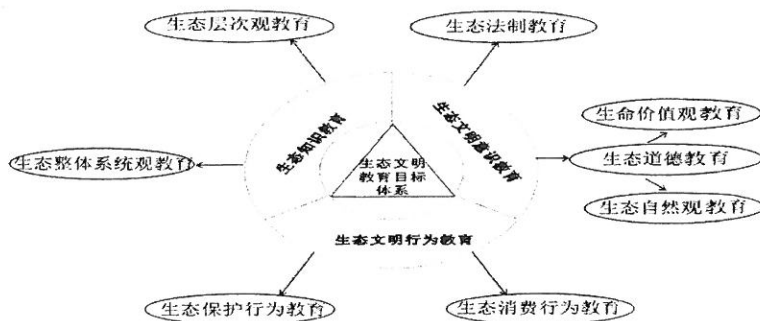 生态层次观教育
生态法制教育
生态知识教育
生态文明意识教育
生命价值观教育
生态整体系统观教育
生态文明
教育目标
体系
生态道德教育
生态自然观教育
生态文明行为教育
生态保护行为教育
生态消费行为教育